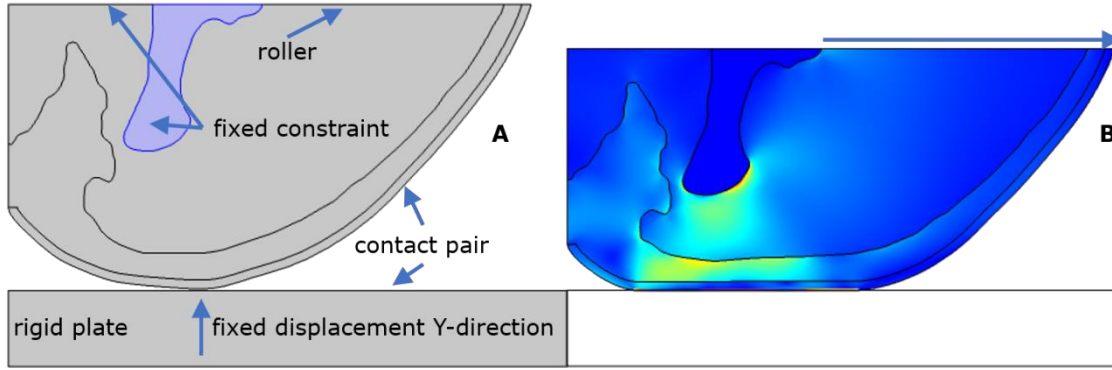 roller
fixed constraint
A
B
contact pair
rigid plate
fixed displacement Y-direction